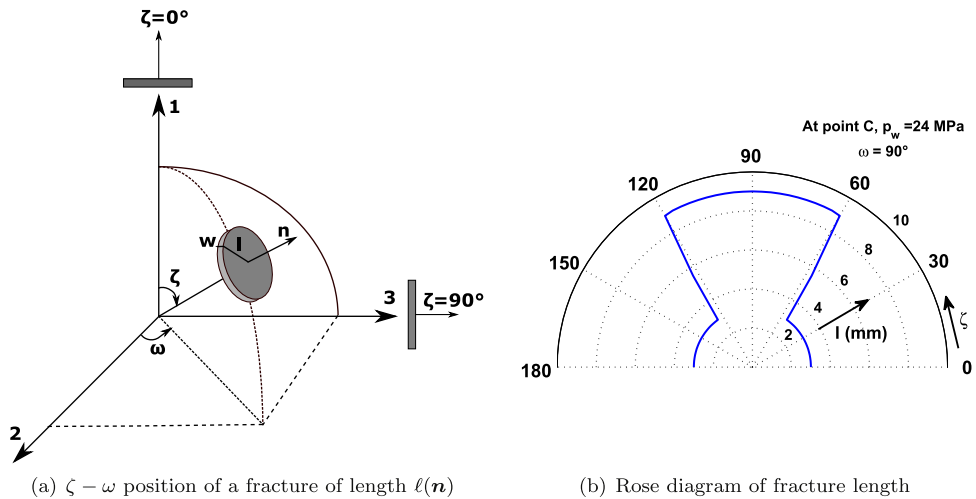 ζ=0°
1
w
l
n
ζ
3
ζ=90°
ω
2
At point C, p_w =24 MPa
ω = 90°
90
120
60
10
150
8
30
6
4
2
l (mm)
ζ
180
0
(a) ζ − ω position of a fracture of length ℓ(n)
(b) Rose diagram of fracture length